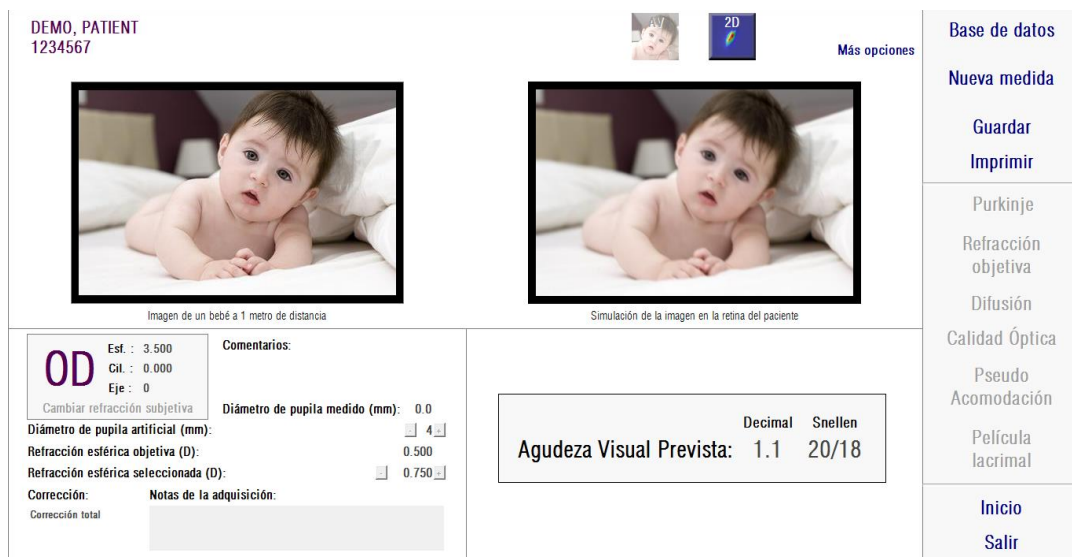 DEMO, PATIENT
1234567
AV
2D
Más opciones
Imagen de un bebé a 1 metro de distancia
Simulación de la imagen en la retina del paciente
OD
Esf. : 3.500
Cil. : 0.000
Eje : 0
Cambiar refracción subjetiva
Comentarios:
Diámetro de pupila medido (mm): 0.0
Diámetro de pupila artificial (mm): - 4 +
Refracción esférica objetiva (D): 0.500
Refracción esférica seleccionada (D): - 0.750 +
Corrección: Notas de la adquisición:
Corrección total
Decimal Snellen
Agudeza Visual Prevista: 1.1 20/18
Base de datos
Nueva medida
Guardar
Imprimir
Purkinje
Refracción
objetiva
Difusión
Calidad Óptica
Pseudo
Acomodación
Película
lacrimal
Inicio
Salir